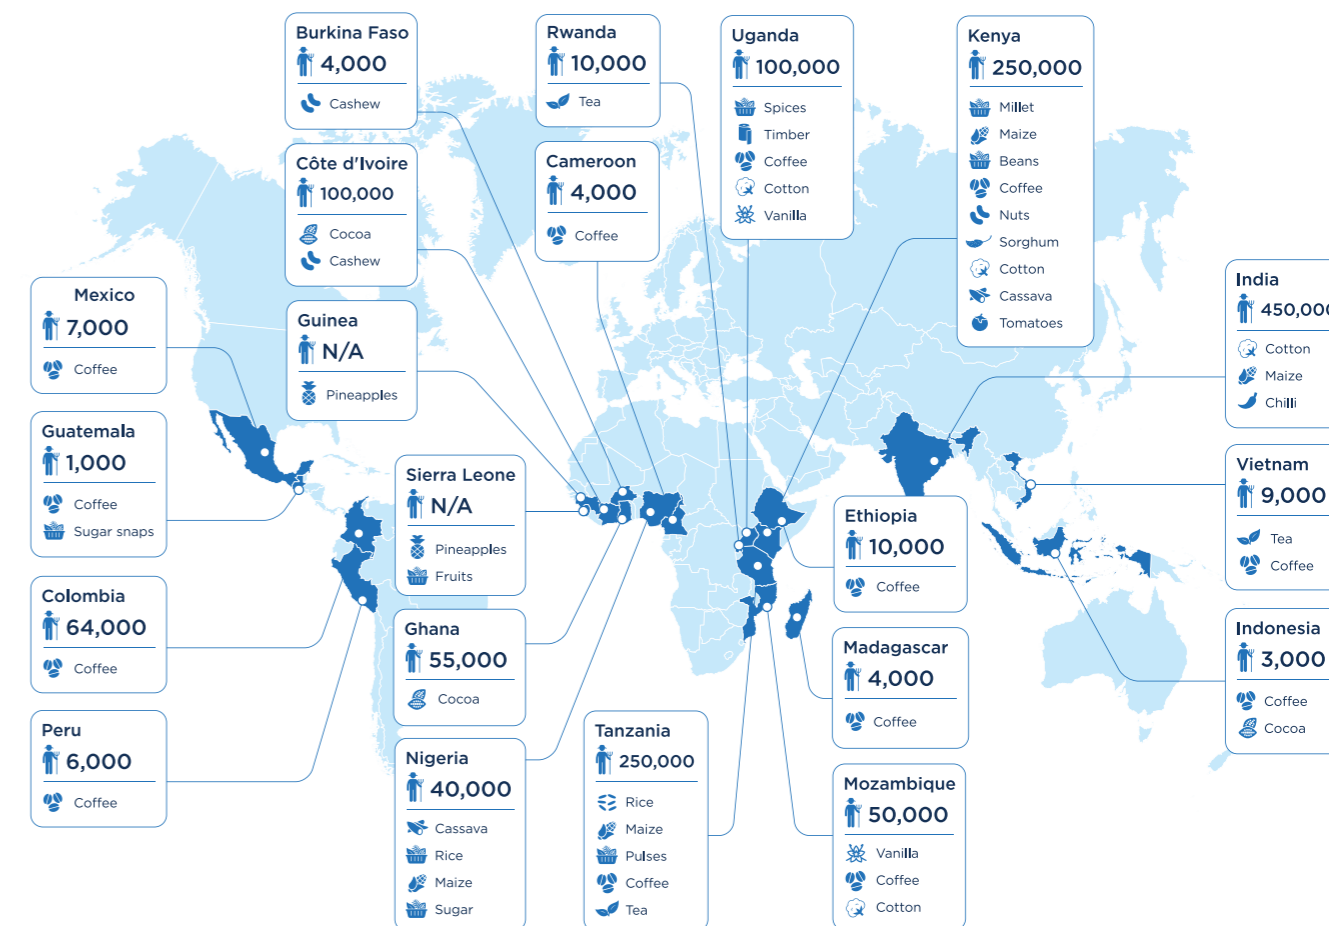 Burkina Faso
4,000
Cashew
Rwanda
10,000
Tea
Uganda
100,000
Spices
Timber
Coffee
Cotton
Vanilla
Kenya
250,000
Millet
Maize
Beans
Coffee
Nuts
Sorghum
Cotton
Cassava
Tomatoes
Côte d'Ivoire
100,000
Cocoa
Cashew
Cameroon
4,000
Coffee
Mexico
7,000
Coffee
Guinea
N/A
Pineapples
India
450,000
Cotton
Maize
Chilli
Guatemala
1,000
Coffee
Sugar snaps
Sierra Leone
N/A
Pineapples
Fruits
Vietnam
9,000
Tea
Coffee
Ethiopia
10,000
Coffee
Colombia
64,000
Coffee
Ghana
55,000
Cocoa
Madagascar
4,000
Coffee
Indonesia
3,000
Coffee
Cocoa
Peru
6,000
Coffee
Nigeria
40,000
Cassava
Rice
Maize
Sugar
Tanzania
250,000
Rice
Maize
Pulses
Coffee
Tea
Mozambique
50,000
Vanilla
Coffee
Cotton